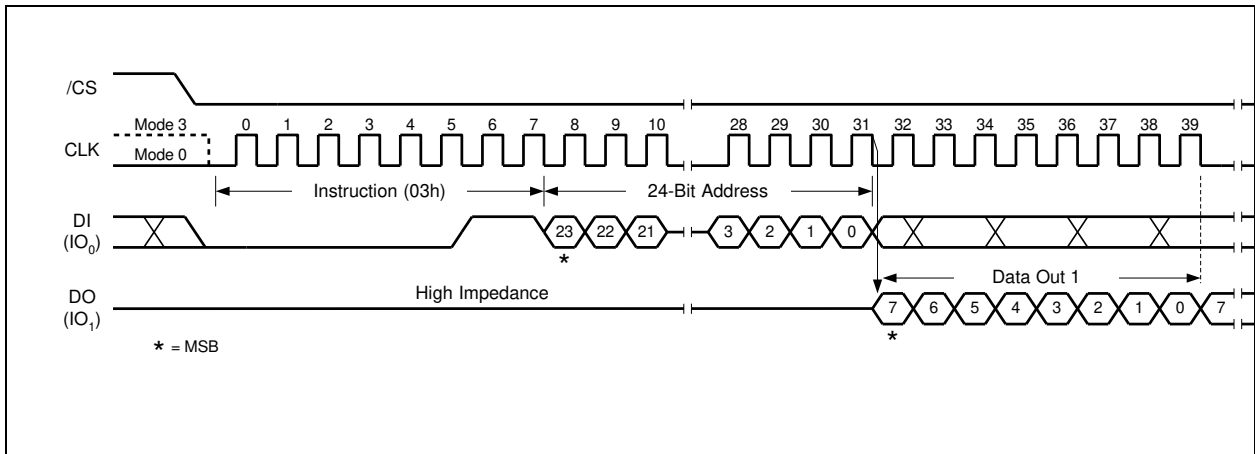 /CS
Mode 3
0 1 2 3 4 5 6 7 8 9 10 28 29 30 31 32 33 34 35 36 37 38 39
CLK
Mode 0
Instruction (03h) 24-Bit Address
DI
(IO₀)
23 22 21 3 2 1 0
*
Data Out 1
High Impedance
DO
(IO₁)
7 6 5 4 3 2 1 0 7
*
* = MSB